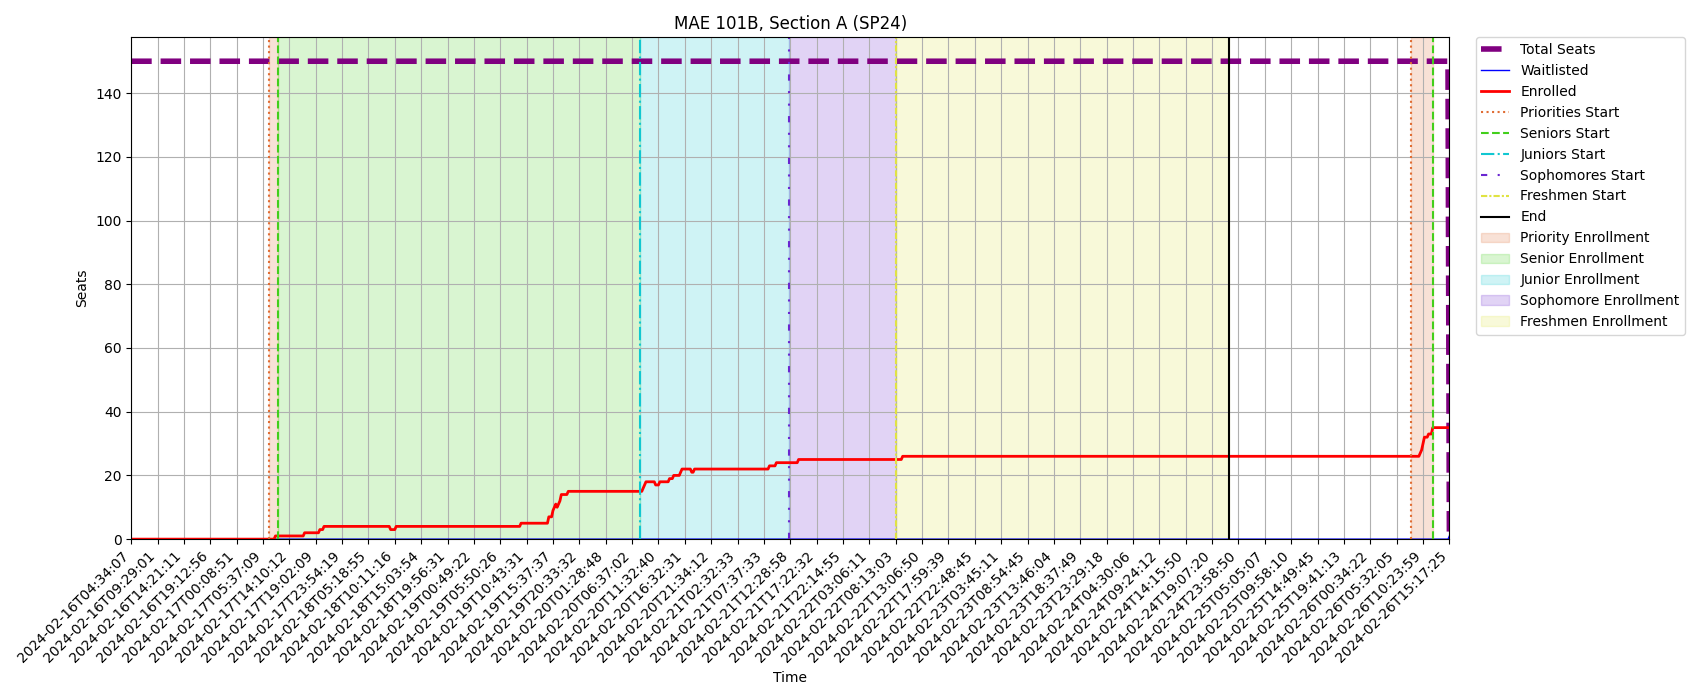 MAE 101B, Section A (SP24)
Seats
140
120
100
80
60
40
20
0
2024-02-16T04:34:07
2024-02-16T09:29:01
2024-02-16T14:21:11
2024-02-16T19:12:56
2024-02-17T00:08:51
2024-02-17T05:37:09
2024-02-17T14:10:12
2024-02-17T19:02:09
2024-02-17T23:54:19
2024-02-18T05:18:55
2024-02-18T10:11:16
2024-02-18T15:03:54
2024-02-18T19:56:31
2024-02-19T00:49:22
2024-02-19T05:50:26
2024-02-19T10:43:31
2024-02-19T15:37:37
2024-02-19T20:33:32
2024-02-20T01:28:48
2024-02-20T06:37:02
2024-02-20T11:32:40
2024-02-20T16:32:31
2024-02-20T21:34:12
2024-02-21T02:32:33
2024-02-21T07:37:33
2024-02-21T12:28:58
2024-02-21T17:22:32
2024-02-21T22:14:55
2024-02-22T03:06:11
2024-02-22T08:13:03
2024-02-22T13:06:50
2024-02-22T17:59:39
2024-02-22T22:48:45
2024-02-23T03:45:11
2024-02-23T08:54:45
2024-02-23T13:46:04
2024-02-23T18:37:49
2024-02-23T23:29:18
2024-02-24T04:30:06
2024-02-24T09:24:12
2024-02-24T14:15:50
2024-02-24T19:07:20
2024-02-24T23:58:50
2024-02-25T05:05:07
2024-02-25T09:58:10
2024-02-25T14:49:45
2024-02-25T19:41:13
2024-02-26T00:34:22
2024-02-26T05:32:05
2024-02-26T10:23:59
2024-02-26T15:17:25
Time
Total Seats
Waitlisted
Enrolled
Priorities Start
Seniors Start
Juniors Start
Sophomores Start
Freshmen Start
End
Priority Enrollment
Senior Enrollment
Junior Enrollment
Sophomore Enrollment
Freshmen Enrollment